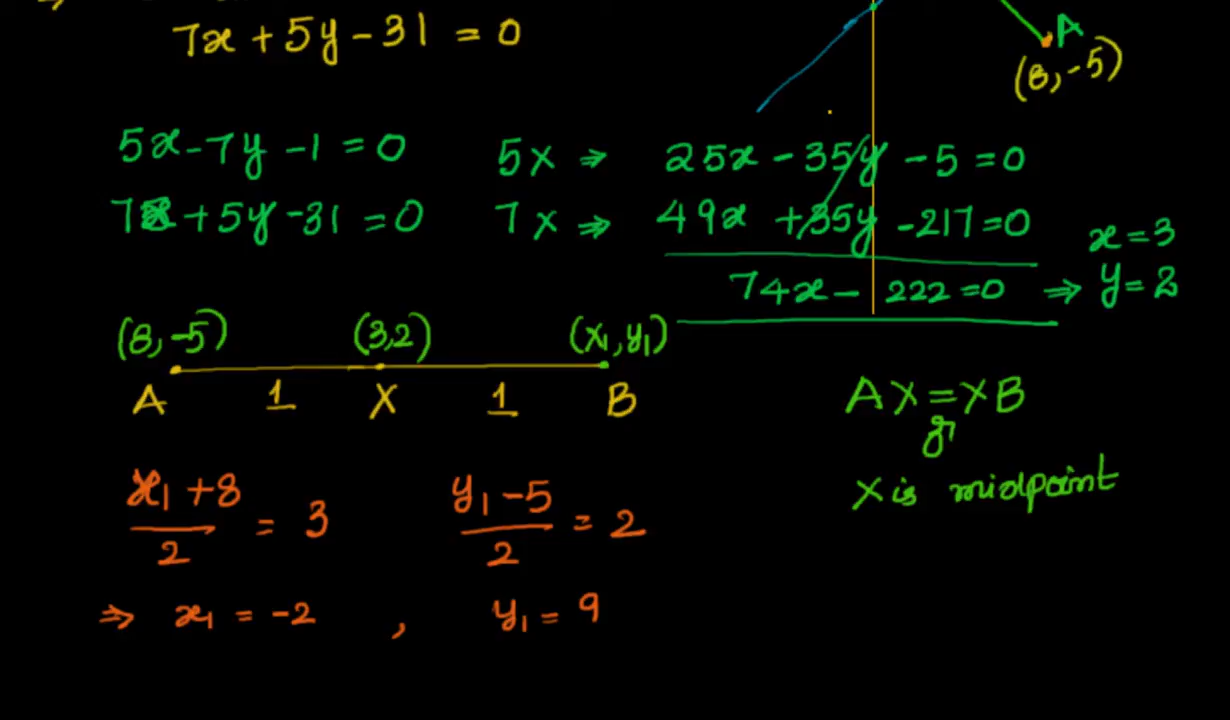 7x + 5y - 31 = 0
A
(8, -5)
5x - 7y - 1 = 0 5x ⇒ 25x - 35y - 5 = 0
7x + 5y - 31 = 0 7x ⇒ 49x + 35y - 217 = 0
74x - 222 = 0 ⇒ x = 3
y = 2
(8, -5) (3, 2) (x₁, y₁)
A 1 X 1 B
AX = XB
X is midpoint
x₁ + 8 / 2 = 3 y₁ - 5 / 2 = 2
⇒ x₁ = -2 , y₁ = 9